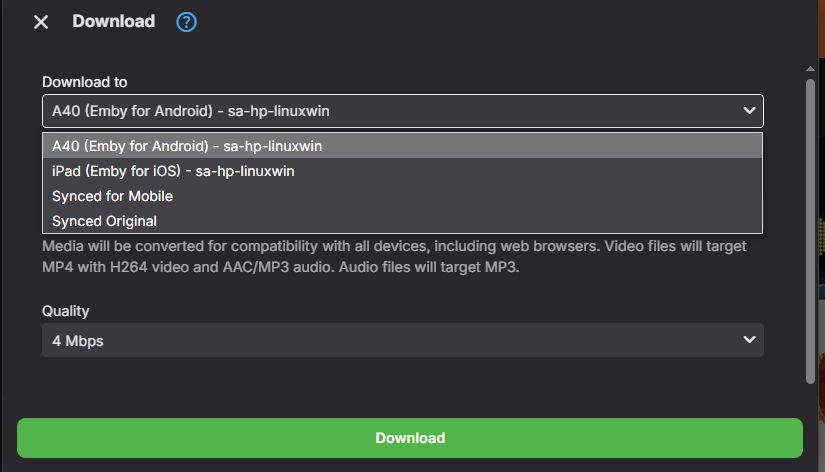 Download
Download to
A40 (Emby for Android) - sa-hp-linuxwin
A40 (Emby for Android) - sa-hp-linuxwin
iPad (Emby for iOS) - sa-hp-linuxwin
Synced for Mobile
Synced Original
Media will be converted for compatibility with all devices, including web browsers. Video files will target
MP4 with H264 video and AAC/MP3 audio. Audio files will target MP3.
Quality
4 Mbps
Download